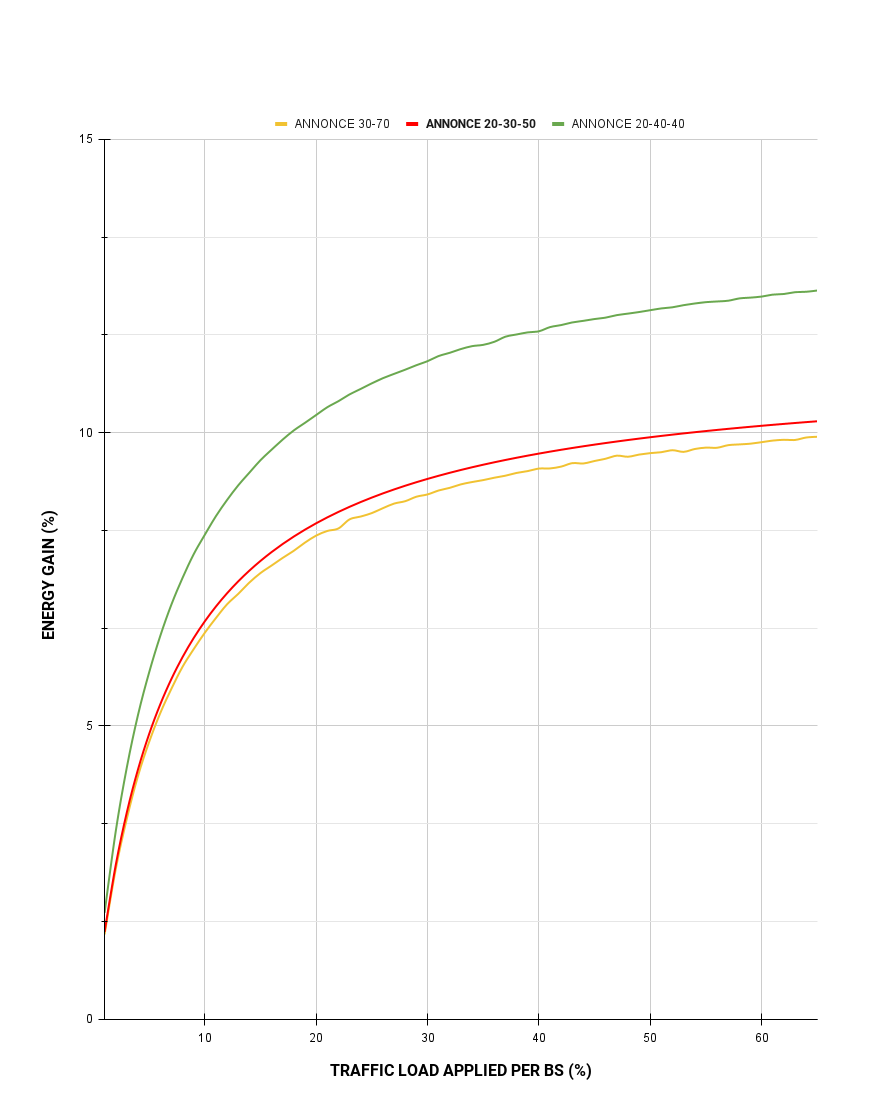 ANNONCE 30-70 ANNONCE 20-30-50 ANNONCE 20-40-40
15
10
5
0
ENERGY GAIN (%)
10 20 30 40 50 60
TRAFFIC LOAD APPLIED PER BS (%)